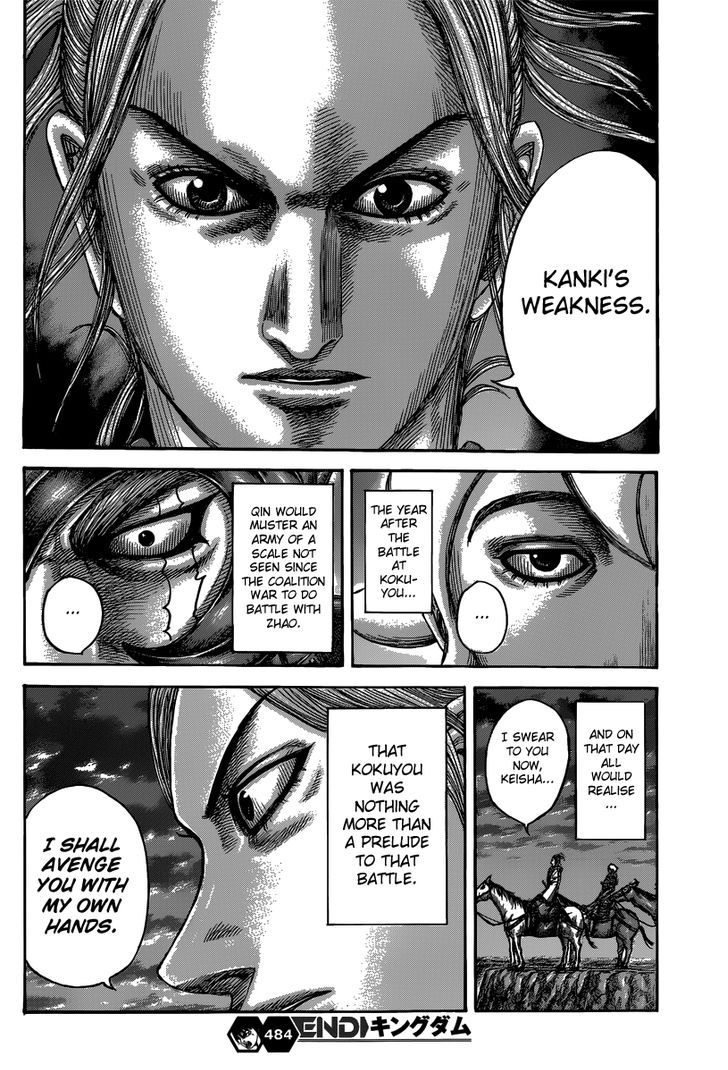 KANKI'S
WEAKNESS.
THE YEAR
AFTER
THE
BATTLE
AT
KOKU-
YOU...
...
QIN WOULD
MUSTER AN
ARMY OF A
SCALE NOT
SEEN SINCE
THE COALITION
WAR TO DO
BATTLE WITH
ZHAO.
...
AND ON
THAT DAY
ALL
WOULD
REALISE
...
I SWEAR
TO YOU
NOW,
KEISHA...
THAT
KOKUYOU
WAS
NOTHING
MORE THAN
A PRELUDE
TO THAT
BATTLE.
I SHALL
AVENGE
YOU WITH
MY OWN
HANDS.
484 END キングダム